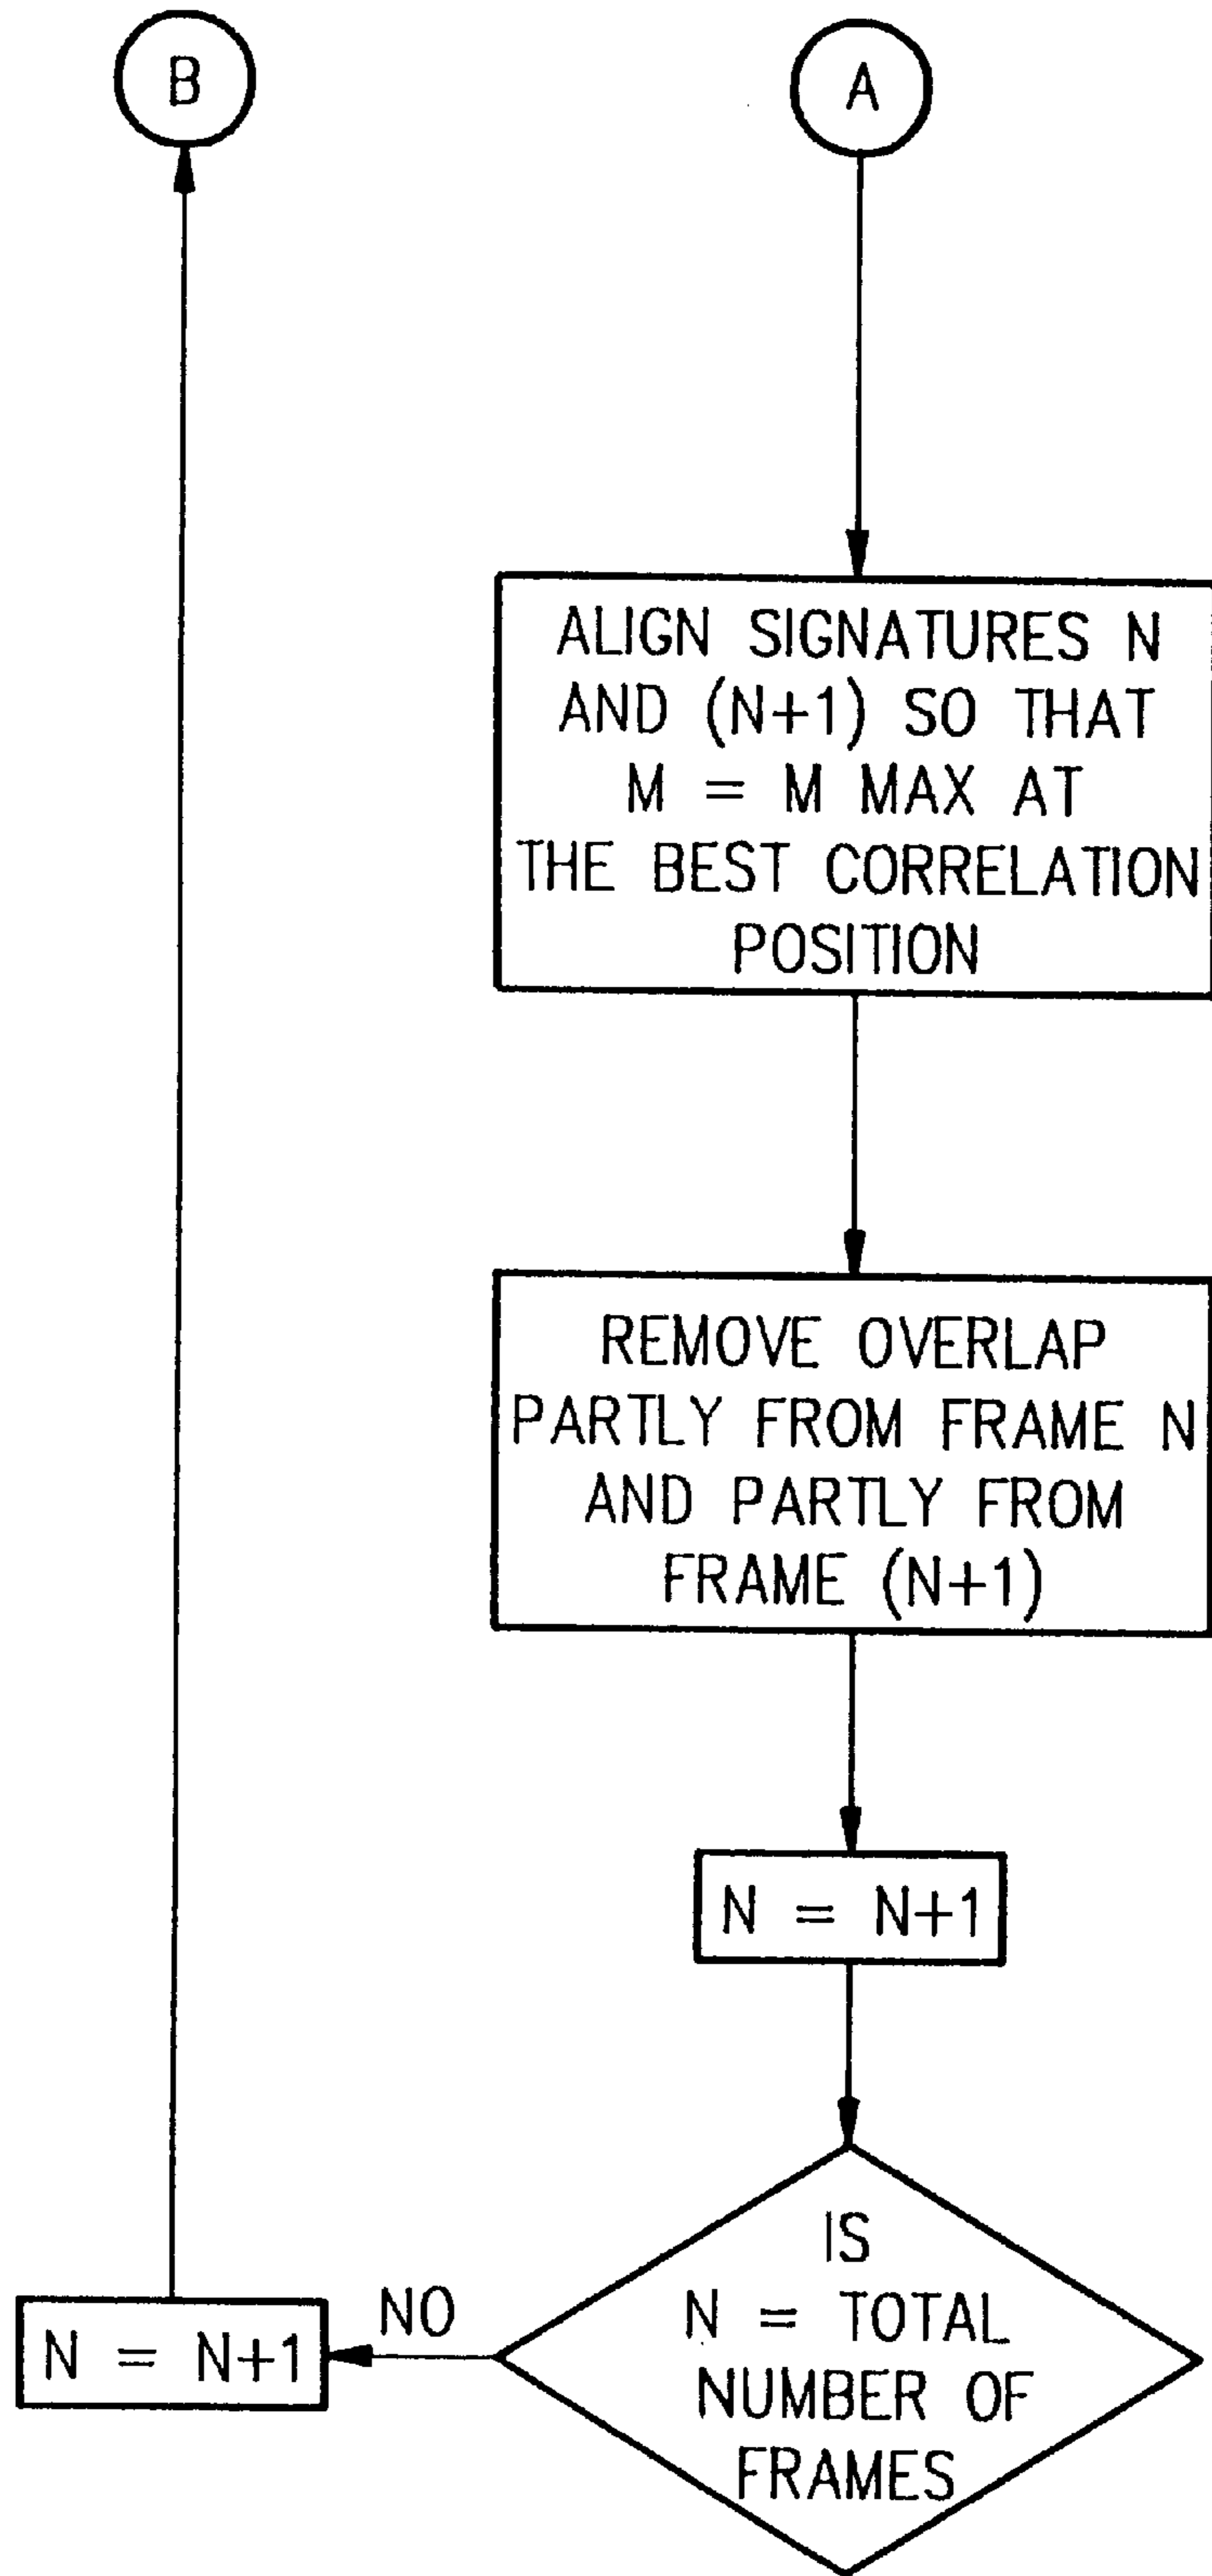 B
A
ALIGN SIGNATURES N
AND (N+1) SO THAT
M = M MAX AT
THE BEST CORRELATION
POSITION
REMOVE OVERLAP
PARTLY FROM FRAME N
AND PARTLY FROM
FRAME (N+1)
N = N+1
IS
N = TOTAL
NUMBER OF
FRAMES
NO
N = N+1